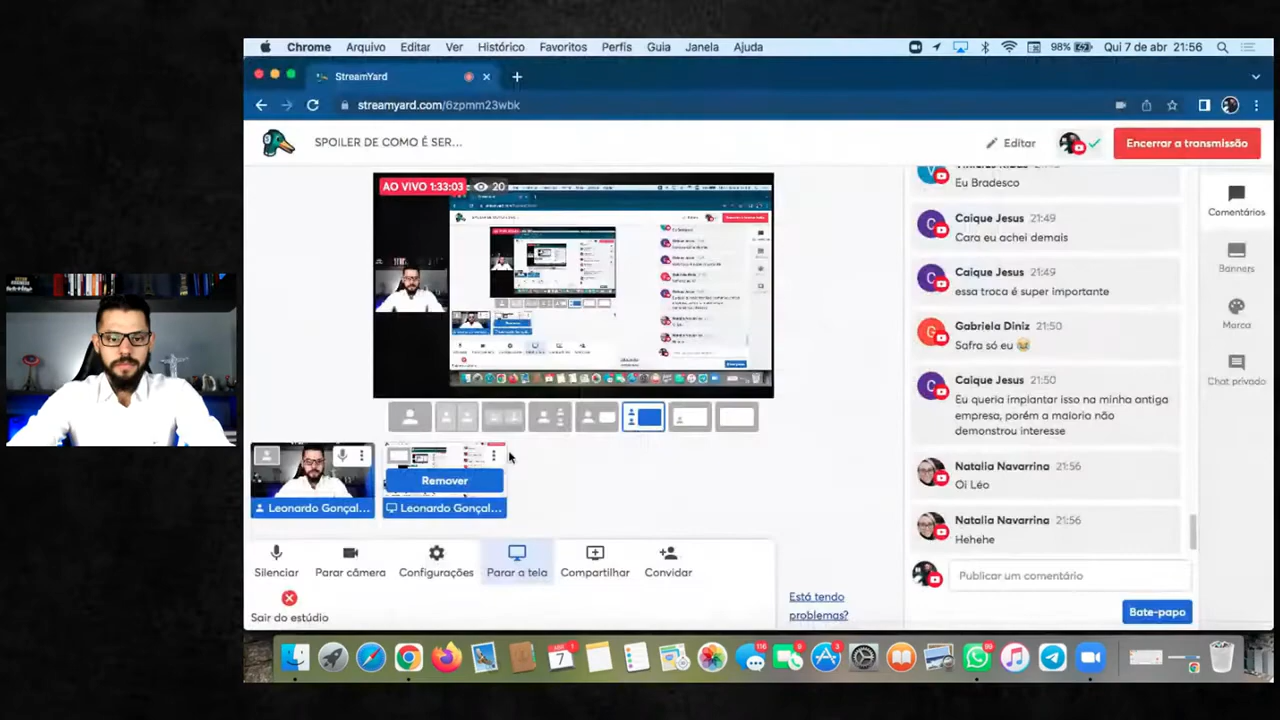 Chrome Arquivo Editar Ver Histórico Favoritos Perfis Guia Janela Ajuda 98% Qui 7 de abr 21:56
StreamYard
streamyard.com/6zpmm23wbk
SPOILER DE COMO É SER... Editar Encerrar a transmissão
AO VIVO 1:33:03 20
Remover
Leonardo Gonçal... Leonardo Gonçal...
Silenciar Parar câmera Configurações Parar a tela Compartilhar Convidar
Sair do estúdio
Está tendo
problemas?
Eu Bradesco
Caique Jesus 21:49
Cara eu achei demais
Caique Jesus 21:49
essa troca é super importante
Gabriela Diniz 21:50
Safra só eu 😂
Caique Jesus 21:50
Eu queria implantar isso na minha antiga
empresa, porém a maioria não
demonstrou interesse
Natalia Navarrina 21:56
Oi Léo
Natalia Navarrina 21:56
Hehehe
Publicar um comentário
Bate-papo
Comentários
Banners
Marca
Chat privado